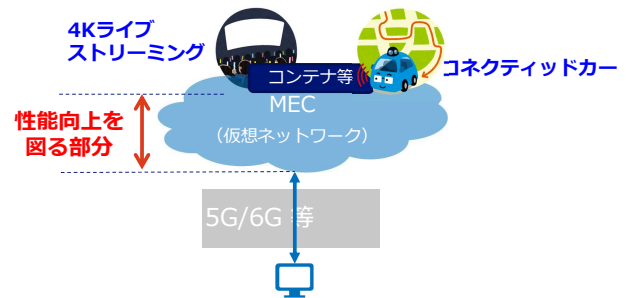 4Kライブ
ストリーミング
コンテナ等
コネクティッドカー
MEC
（仮想ネットワーク）
性能向上を
図る部分
5G/6G 等